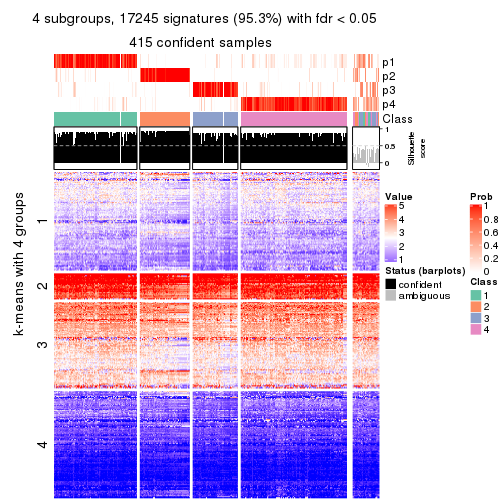 4 subgroups, 17245 signatures (95.3%) with fdr < 0.05
415 confident samples
p1
p2
p3
p4
Class
1
0.5
0
Silhouette
score
k-means with 4 groups
1
2
3
4
Value
5
4
3
2
1
Status (barplots)
confident
ambiguous
Prob
1
0.8
0.6
0.4
0.2
0
Class
1
2
3
4